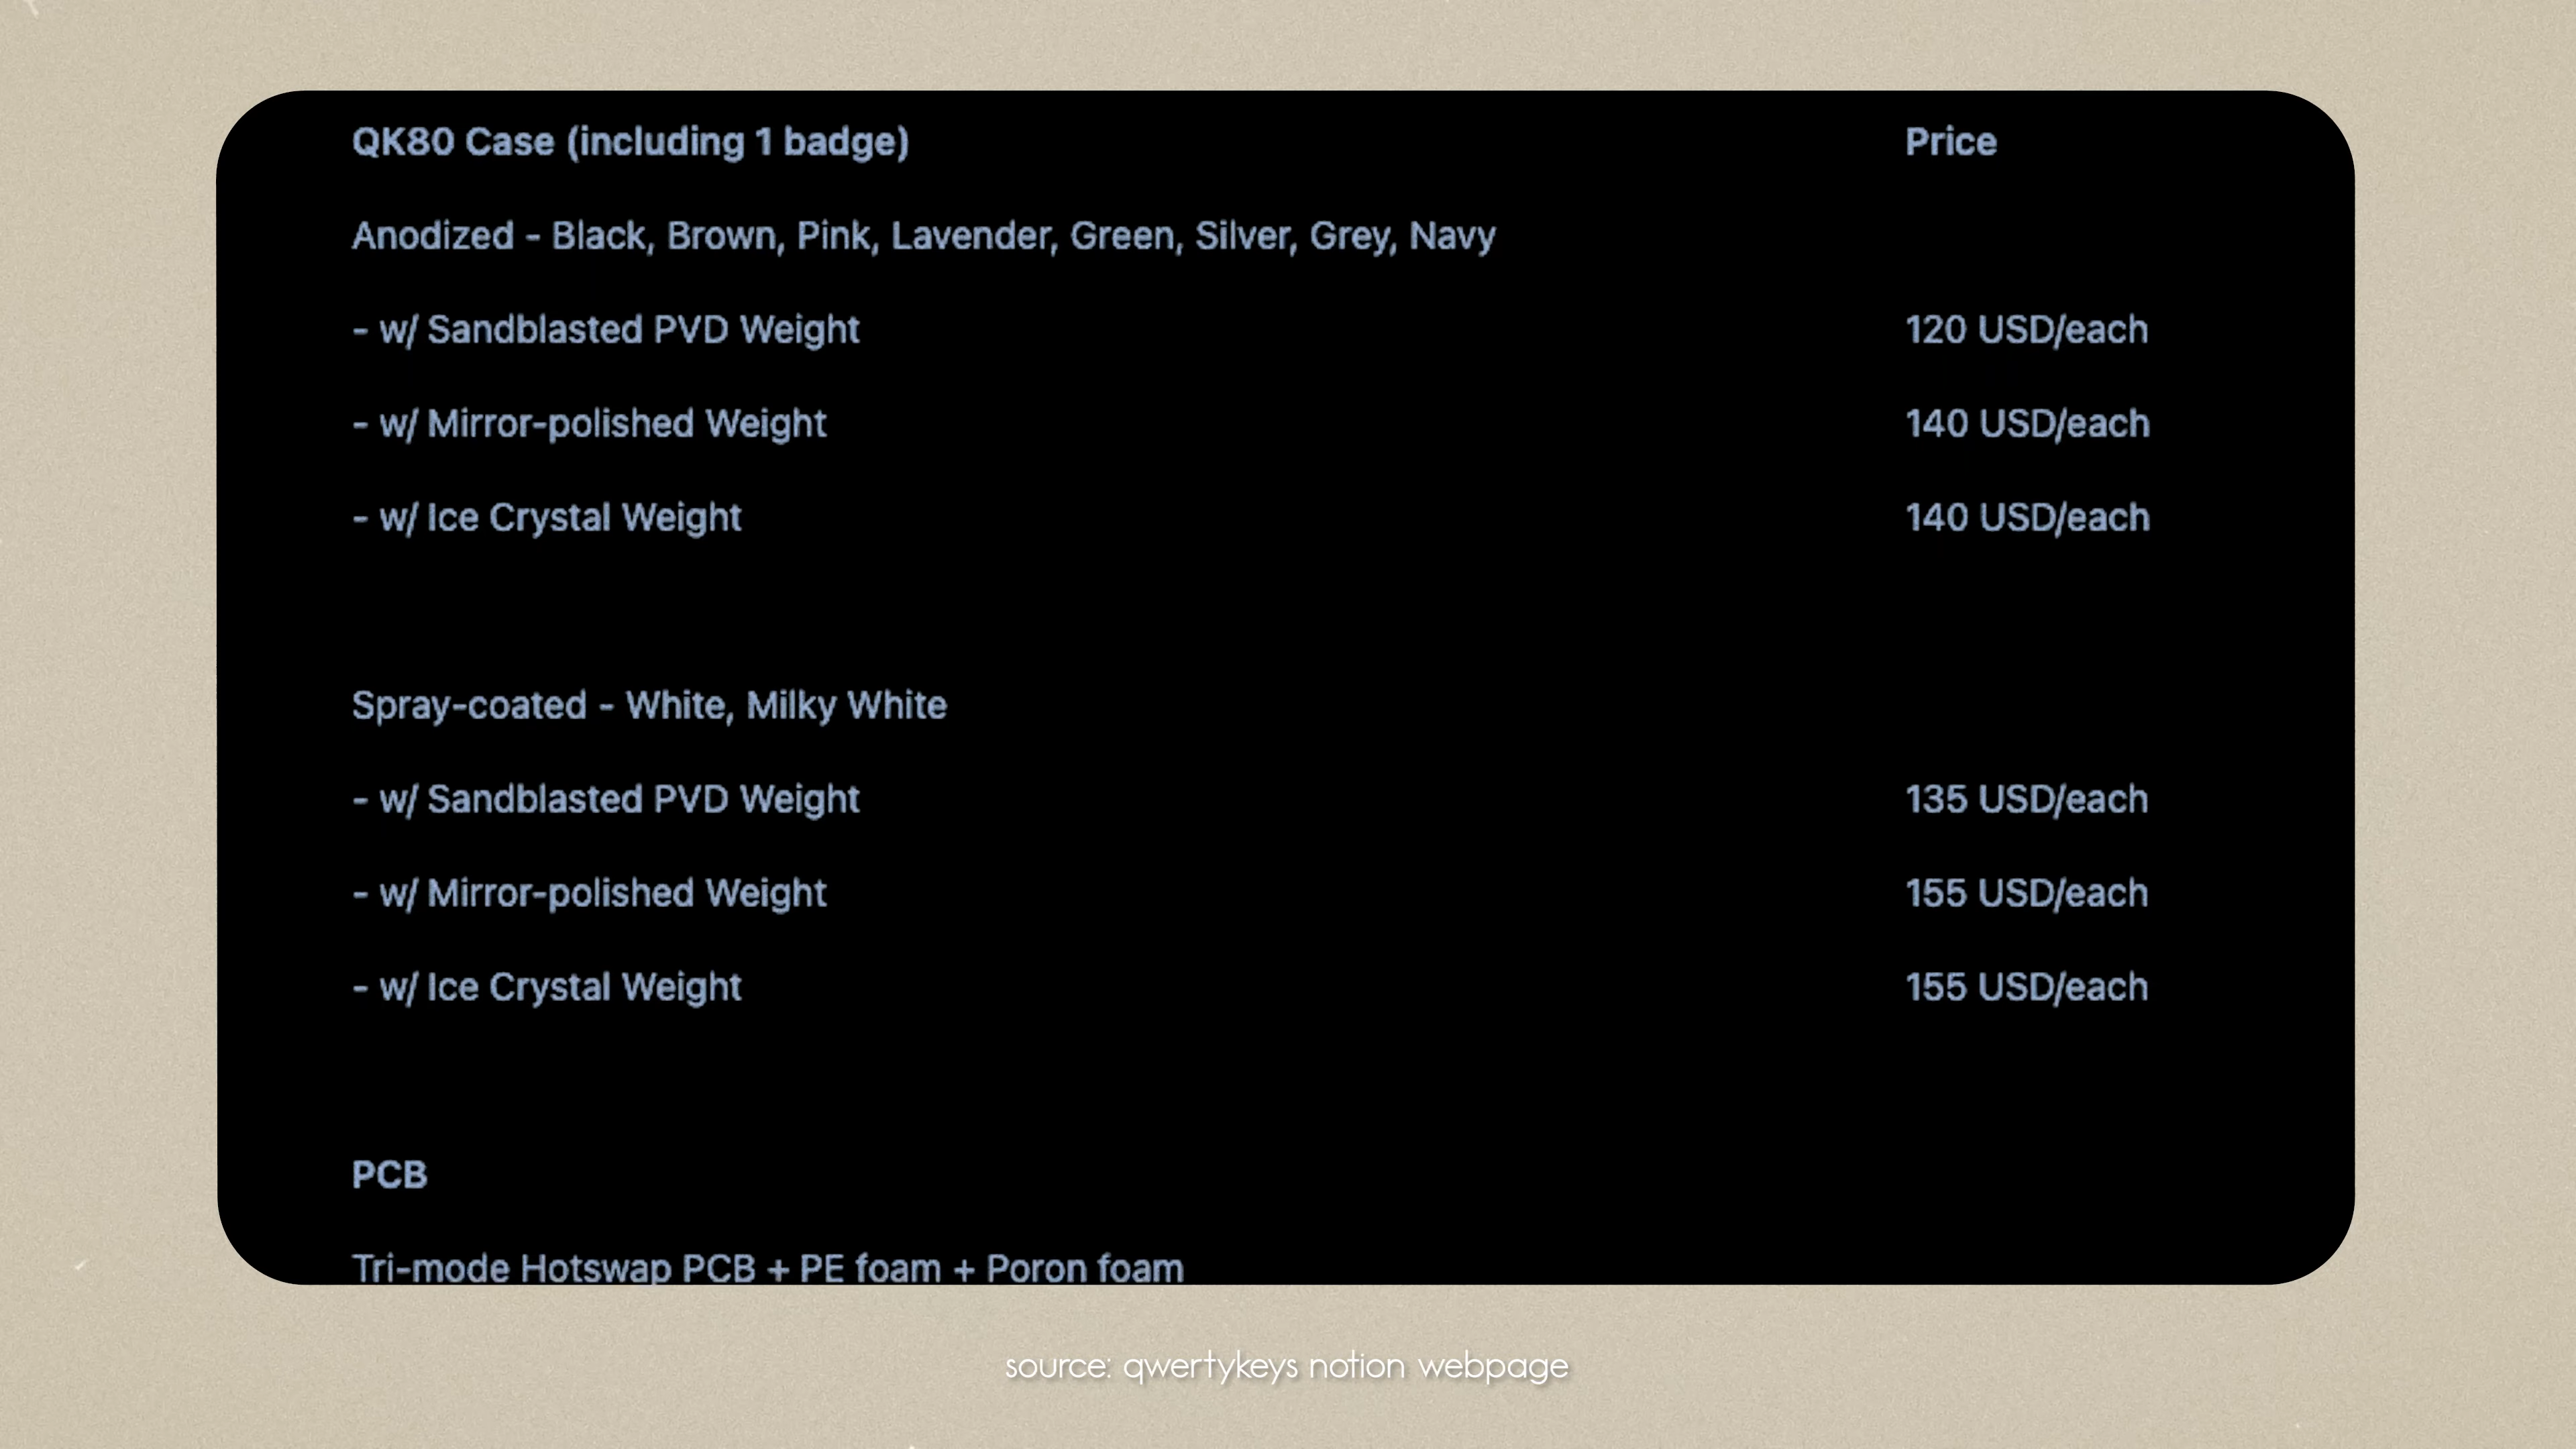 QK80 Case (including 1 badge) Price
Anodized - Black, Brown, Pink, Lavender, Green, Silver, Grey, Navy
- w/ Sandblasted PVD Weight 120 USD/each
- w/ Mirror-polished Weight 140 USD/each
- w/ Ice Crystal Weight 140 USD/each
Spray-coated - White, Milky White
- w/ Sandblasted PVD Weight 135 USD/each
- w/ Mirror-polished Weight 155 USD/each
- w/ Ice Crystal Weight 155 USD/each
PCB
Tri-mode Hotswap PCB + PE foam + Poron foam
source: qwertykeys notion webpage